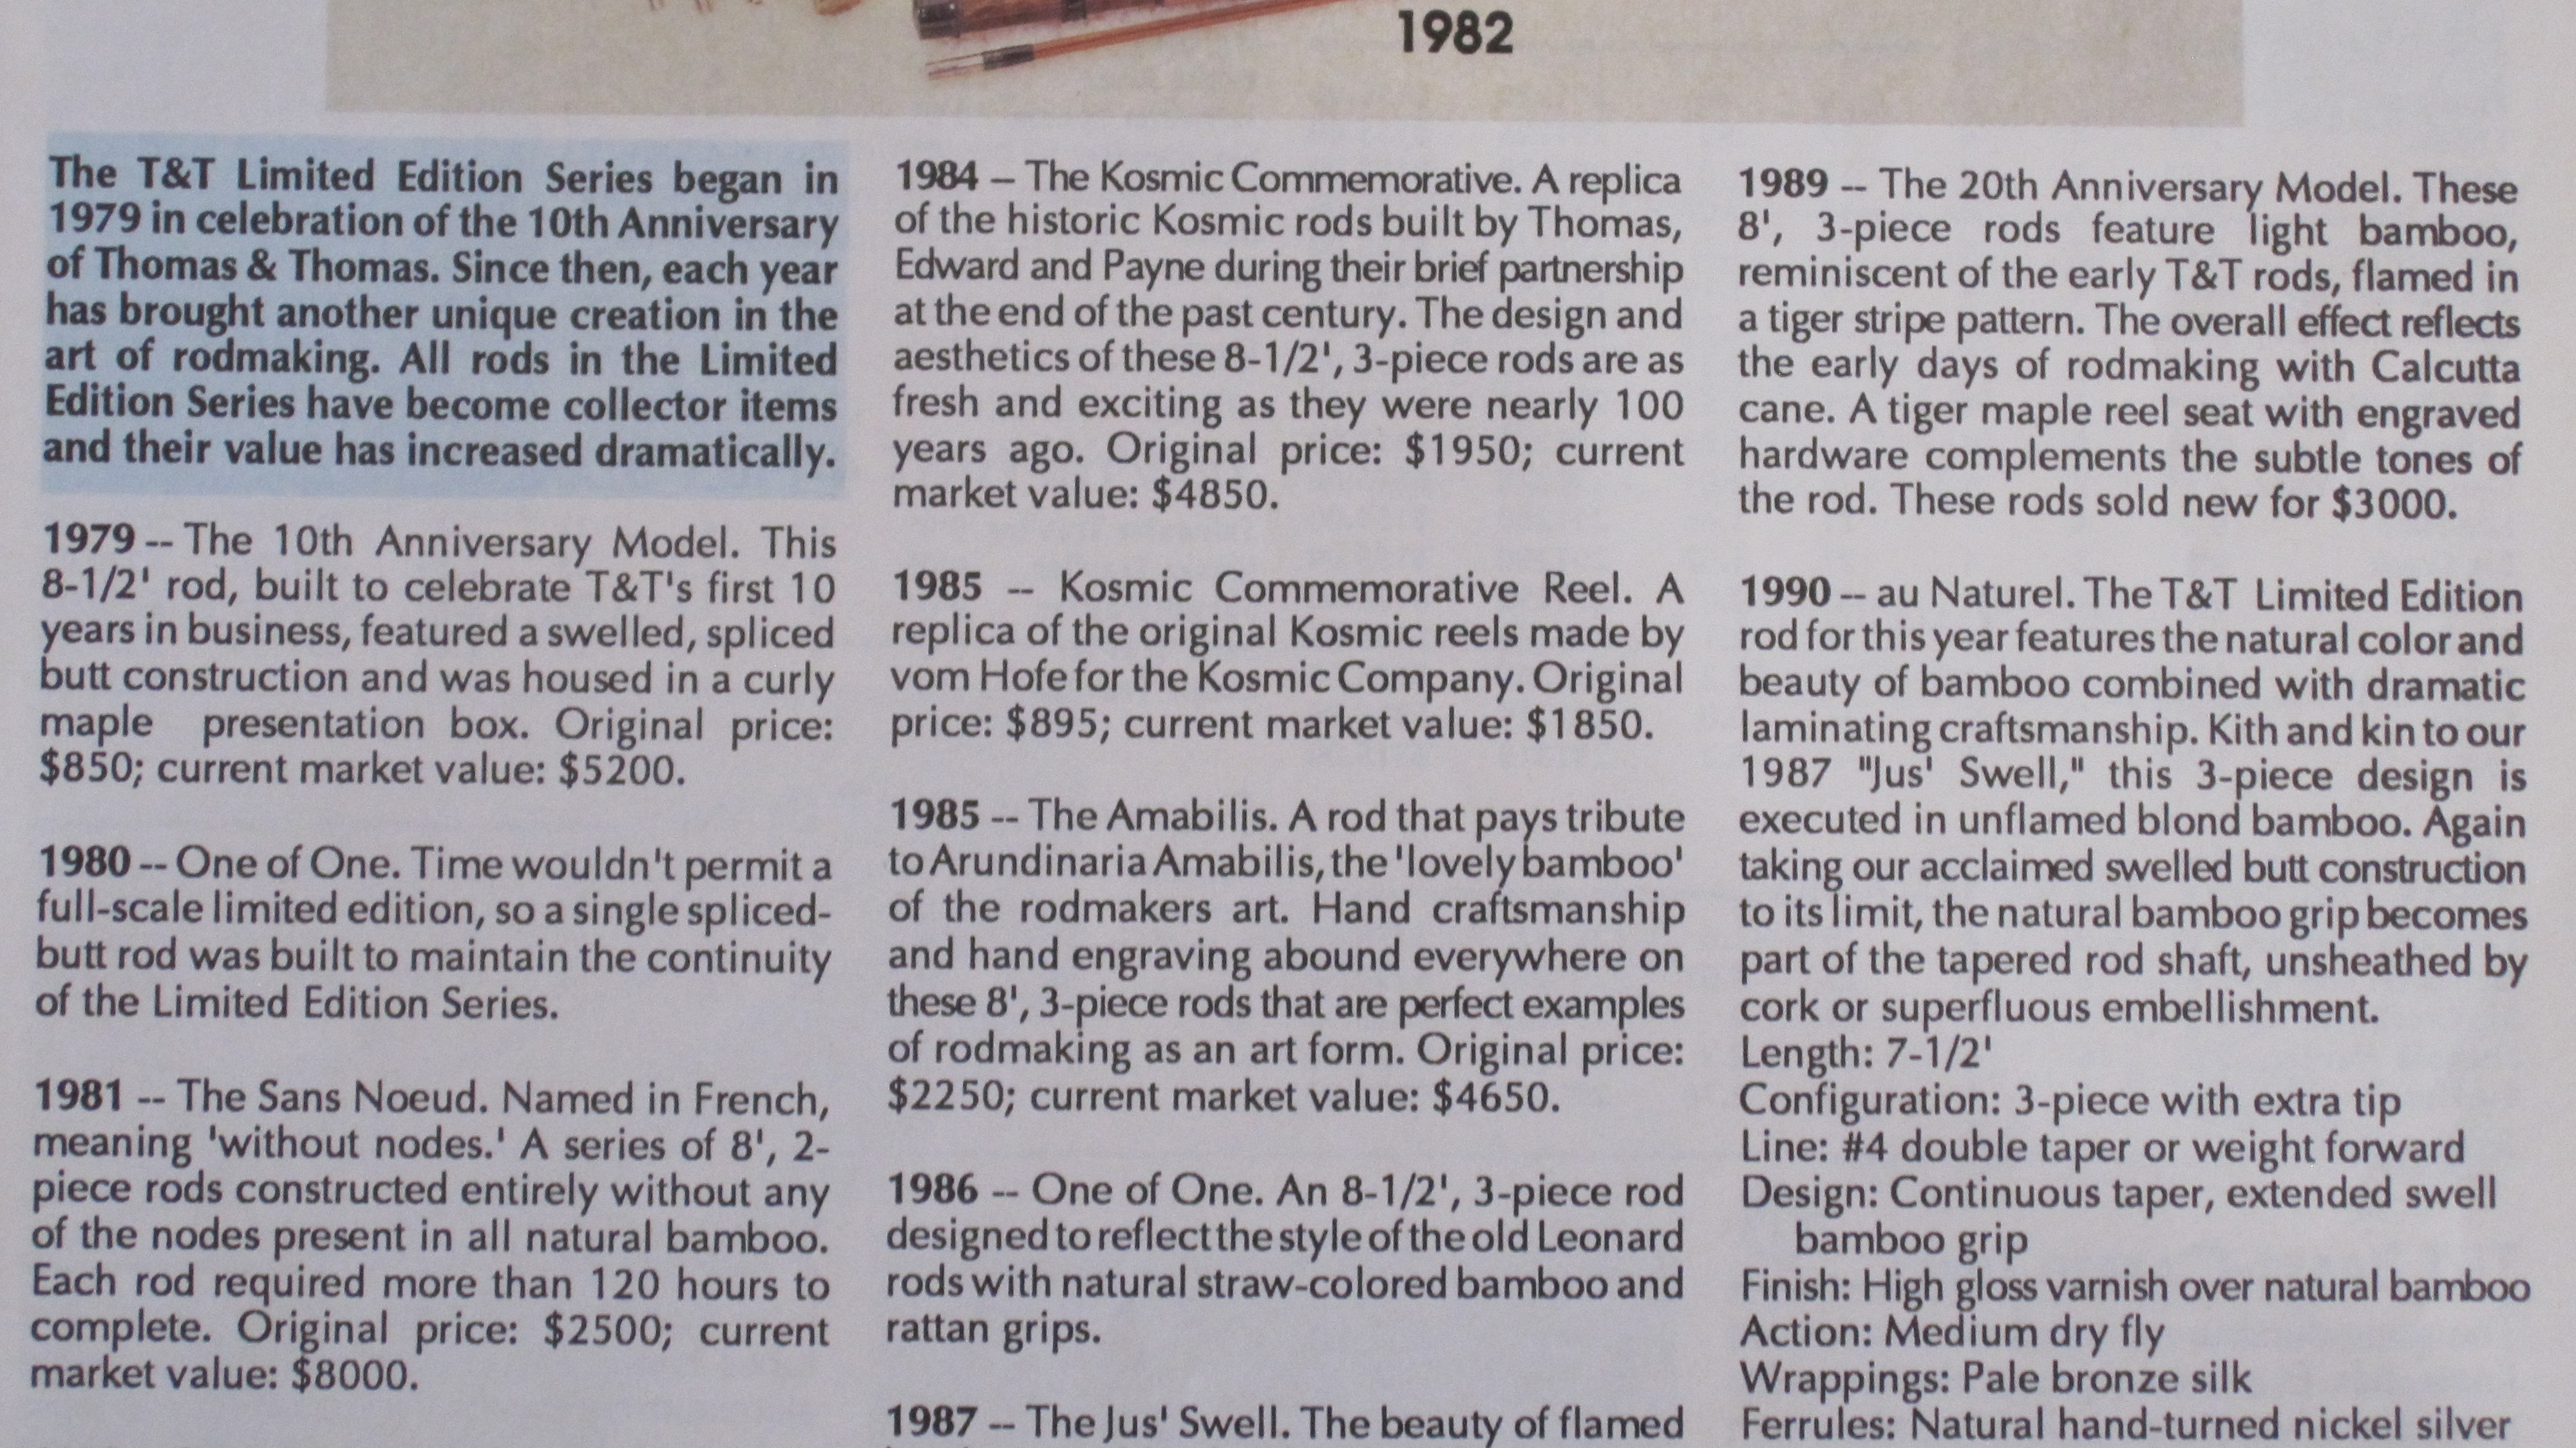 1982
The T&T Limited Edition Series began in
1979 in celebration of the 10th Anniversary
of Thomas & Thomas. Since then, each year
has brought another unique creation in the
art of rodmaking. All rods in the Limited
Edition Series have become collector items
and their value has increased dramatically.
1979 -- The 10th Anniversary Model. This
8-1/2' rod, built to celebrate T&T's first 10
years in business, featured a swelled, spliced
butt construction and was housed in a curly
maple presentation box. Original price:
$850; current market value: $5200.
1980 -- One of One. Time wouldn't permit a
full-scale limited edition, so a single spliced-
butt rod was built to maintain the continuity
of the Limited Edition Series.
1981 -- The Sans Noeud. Named in French,
meaning 'without nodes.' A series of 8', 2-
piece rods constructed entirely without any
of the nodes present in all natural bamboo.
Each rod required more than 120 hours to
complete. Original price: $2500; current
market value: $8000.
1984 – The Kosmic Commemorative. A replica
of the historic Kosmic rods built by Thomas,
Edward and Payne during their brief partnership
at the end of the past century. The design and
aesthetics of these 8-1/2', 3-piece rods are as
fresh and exciting as they were nearly 100
years ago. Original price: $1950; current
market value: $4850.
1985 -- Kosmic Commemorative Reel. A
replica of the original Kosmic reels made by
vom Hofe for the Kosmic Company. Original
price: $895; current market value: $1850.
1985 -- The Amabilis. A rod that pays tribute
to Arundinaria Amabilis, the 'lovely bamboo'
of the rodmakers art. Hand craftsmanship
and hand engraving abound everywhere on
these 8', 3-piece rods that are perfect examples
of rodmaking as an art form. Original price:
$2250; current market value: $4650.
1986 -- One of One. An 8-1/2', 3-piece rod
designed to reflect the style of the old Leonard
rods with natural straw-colored bamboo and
rattan grips.
1987 -- The Jus' Swell. The beauty of flamed
1989 -- The 20th Anniversary Model. These
8', 3-piece rods feature light bamboo,
reminiscent of the early T&T rods, flamed in
a tiger stripe pattern. The overall effect reflects
the early days of rodmaking with Calcutta
cane. A tiger maple reel seat with engraved
hardware complements the subtle tones of
the rod. These rods sold new for $3000.
1990 -- au Naturel. The T&T Limited Edition
rod for this year features the natural color and
beauty of bamboo combined with dramatic
laminating craftsmanship. Kith and kin to our
1987 "Jus' Swell," this 3-piece design is
executed in unflamed blond bamboo. Again
taking our acclaimed swelled butt construction
to its limit, the natural bamboo grip becomes
part of the tapered rod shaft, unsheathed by
cork or superfluous embellishment.
Length: 7-1/2'
Configuration: 3-piece with extra tip
Line: #4 double taper or weight forward
Design: Continuous taper, extended swell
bamboo grip
Finish: High gloss varnish over natural bamboo
Action: Medium dry fly
Wrappings: Pale bronze silk
Ferrules: Natural hand-turned nickel silver